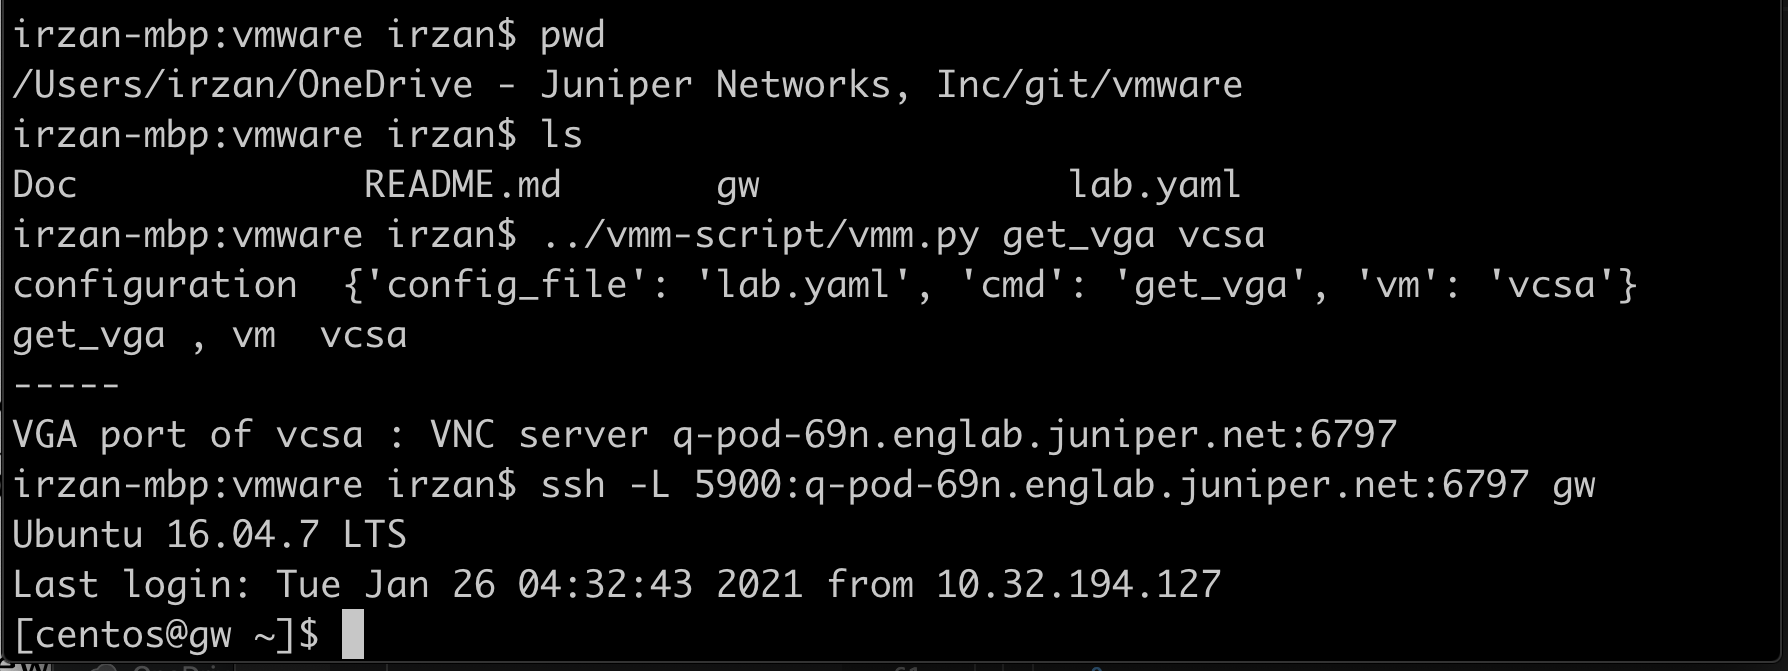 irzan-mbp:vmware irzan$ pwd
/Users/irzan/OneDrive - Juniper Networks, Inc/git/vmware
irzan-mbp:vmware irzan$ ls
Doc README.md gw lab.yaml
irzan-mbp:vmware irzan$ ../vmm-script/vmm.py get_vga vcsa
configuration  {'config_file': 'lab.yaml', 'cmd': 'get_vga', 'vm': 'vcsa'}
get_vga , vm  vcsa
-----
VGA port of vcsa : VNC server q-pod-69n.englab.juniper.net:6797
irzan-mbp:vmware irzan$ ssh -L 5900:q-pod-69n.englab.juniper.net:6797 gw
Ubuntu 16.04.7 LTS
Last login: Tue Jan 26 04:32:43 2021 from 10.32.194.127
[centos@gw ~]$